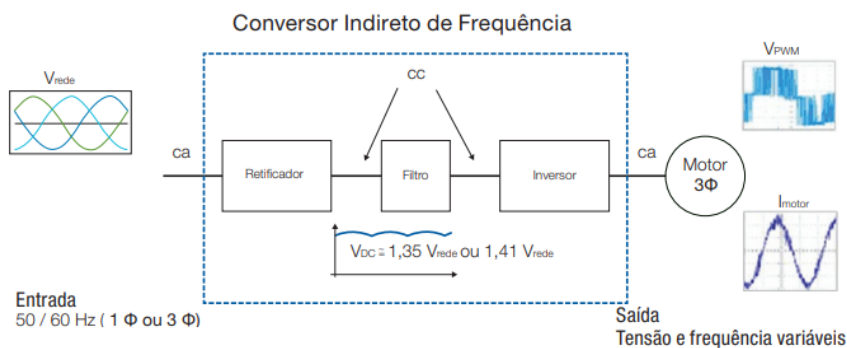 Conversor Indireto de Frequência
Vrede
VPWM
cc
ca
Retificador
Filtro
Inversor
ca
Motor
3Φ
VDC ≅ 1,35 Vrede ou 1,41 Vrede
Imotor
Entrada
50 / 60 Hz ( 1 Φ ou 3 Φ)
Saída
Tensão e frequência variáveis